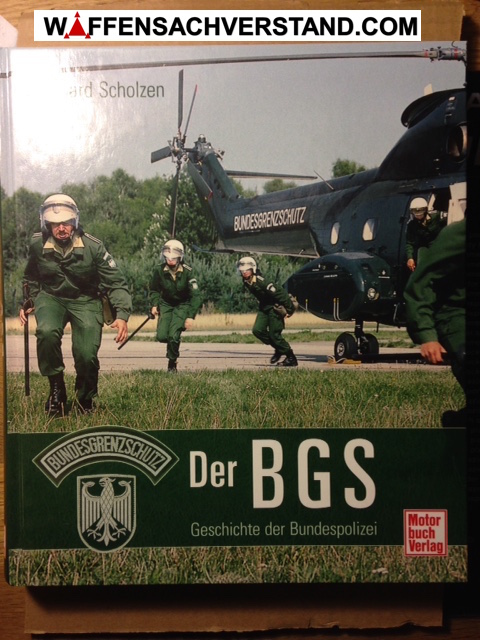 WAFFENSACHVERSTAND.COM
ard Scholzen
BUNDESGRENZSCHUTZ
BUNDESGRENZSCHUTZ
Der BGS
Geschichte der Bundespolizei
Motor
buch
Verlag